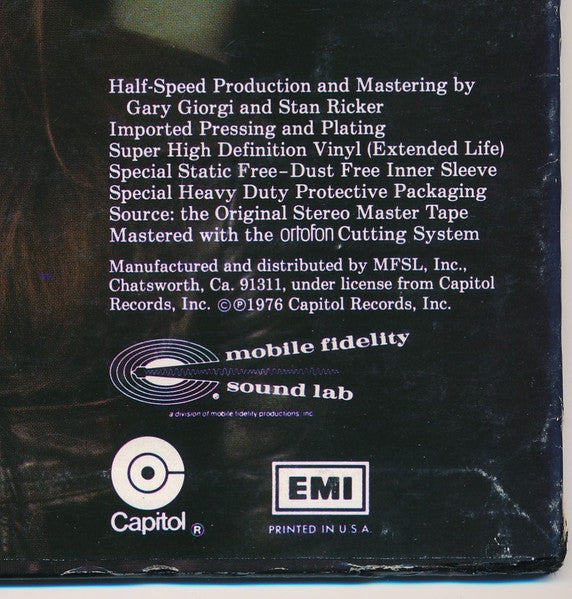 Half-Speed Production and Mastering by
Gary Giorgi and Stan Ricker
Imported Pressing and Plating
Super High Definition Vinyl (Extended Life)
Special Static Free-Dust Free Inner Sleeve
Special Heavy Duty Protective Packaging
Source: the Original Stereo Master Tape
Mastered with the ortofon Cutting System
Manufactured and distributed by MFSL, Inc.,
Chatsworth, Ca. 91311, under license from Capitol
Records, Inc. ©℗1976 Capitol Records, Inc.
mobile fidelity
sound lab
®
a division of mobile fidelity productions, inc.
Capitol ®
EMI
PRINTED IN U.S.A.